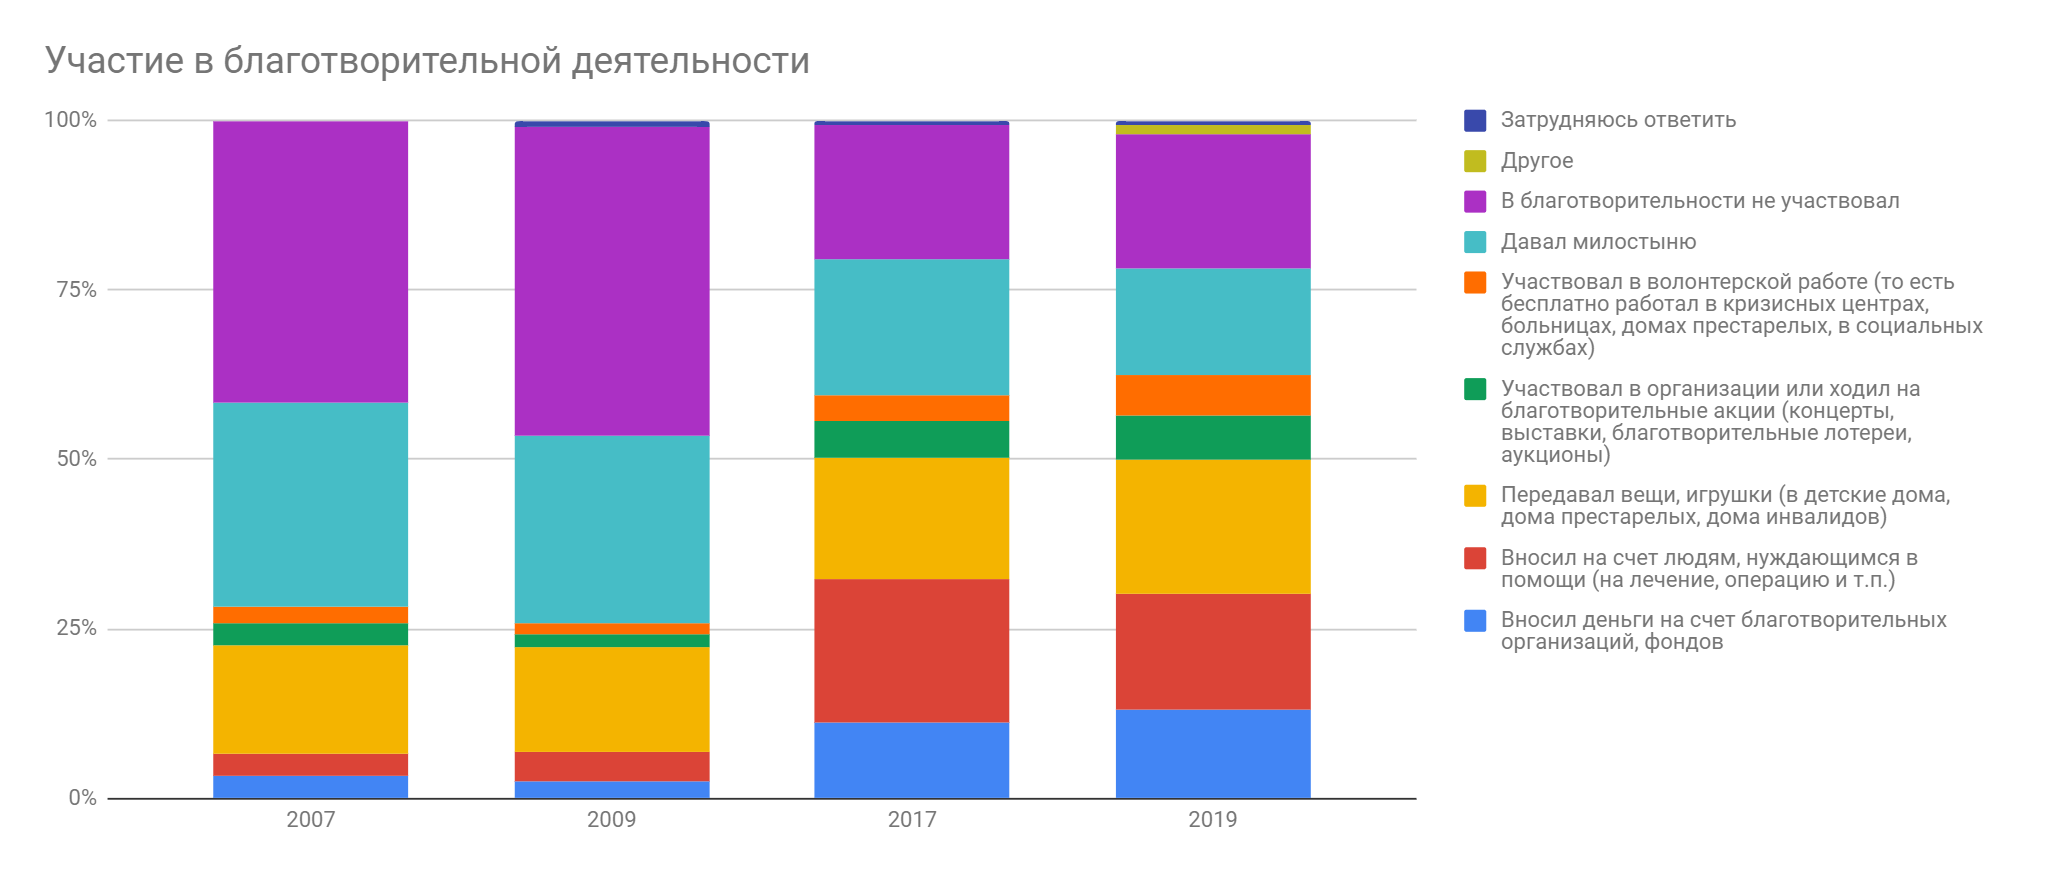 Участие в благотворительной деятельности
100%
75%
50%
25%
0%
2007
2009
2017
2019
Затрудняюсь ответить
Другое
В благотворительности не участвовал
Давал милостыню
Участвовал в волонтерской работе (то есть
бесплатно работал в кризисных центрах,
больницах, домах престарелых, в социальных
службах)
Участвовал в организации или ходил на
благотворительные акции (концерты,
выставки, благотворительные лотереи,
аукционы)
Передавал вещи, игрушки (в детские дома,
дома престарелых, дома инвалидов)
Вносил на счет людям, нуждающимся в
помощи (на лечение, операцию и т.п.)
Вносил деньги на счет благотворительных
организаций, фондов